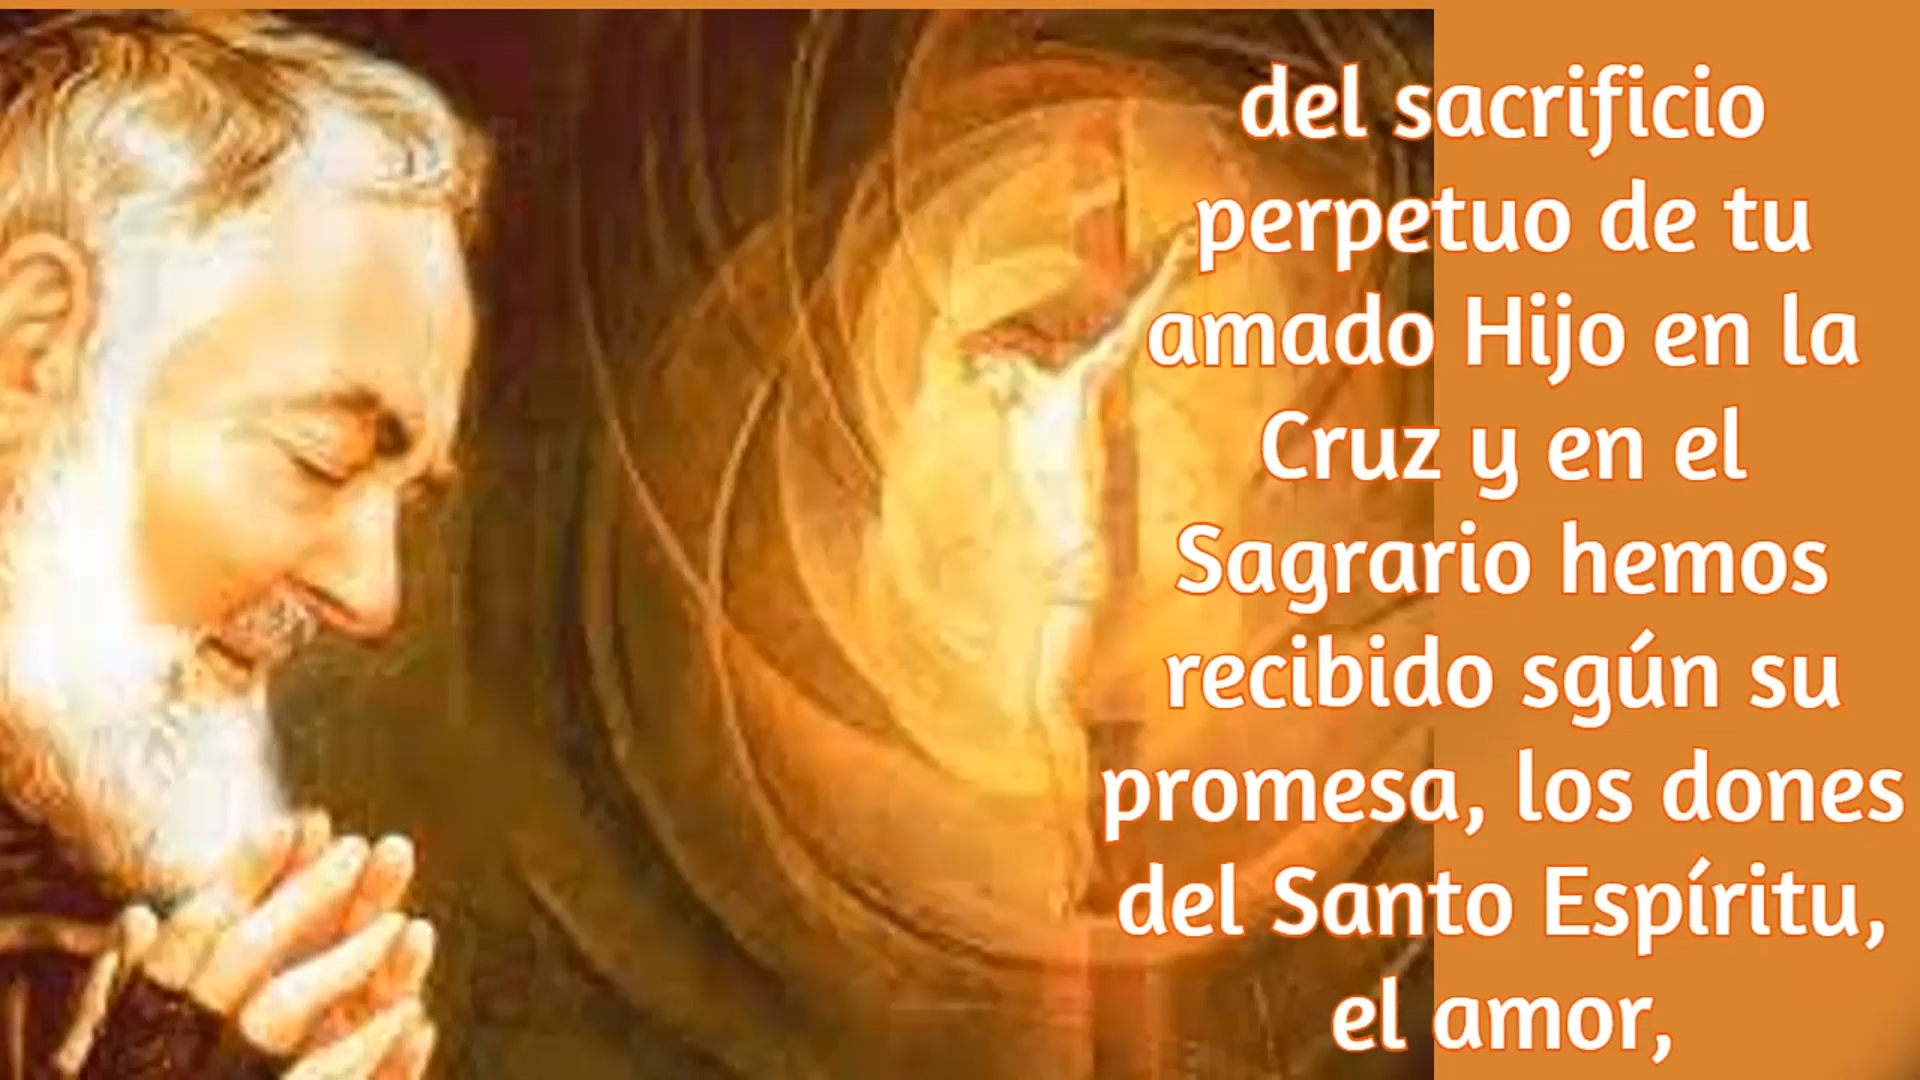 del sacrificio
perpetuo de tu
amado Hijo en la
Cruz y en el
Sagrario hemos
recibido sgún su
promesa, los dones
del Santo Espíritu,
el amor,